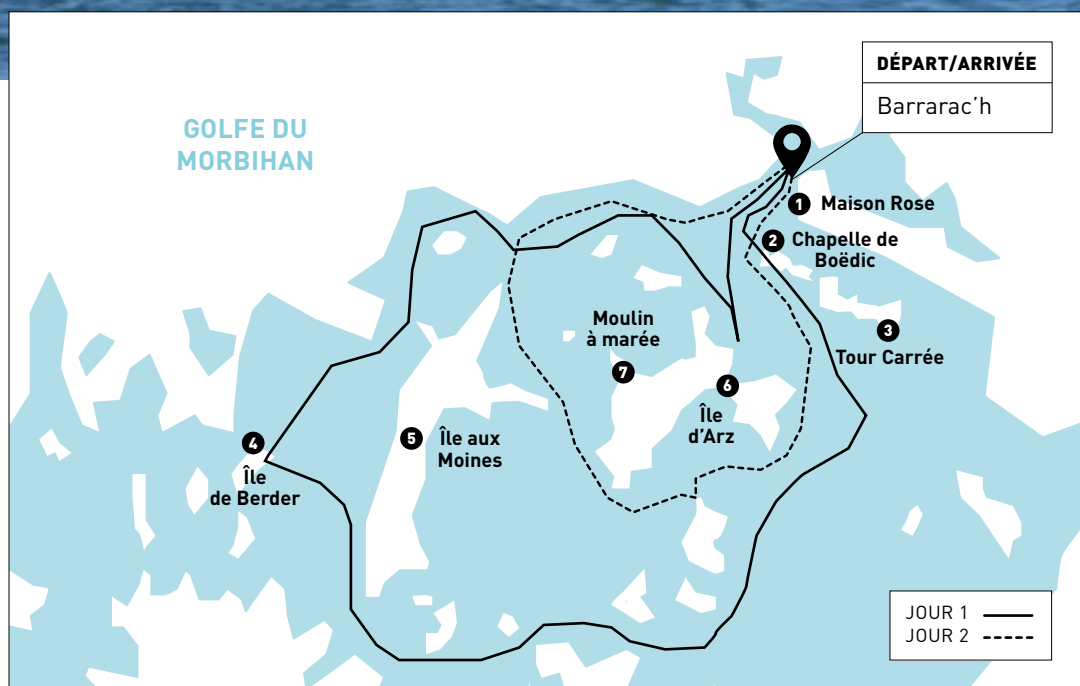 DÉPART/ARRIVÉE
Barrarac’h
GOLFE DU
MORBIHAN
1 Maison Rose
2 Chapelle de
Boëdic
3
Tour Carrée
Moulin
à marée
7
6
Île
d’Arz
4
Île
de Berder
5 Île aux
Moines
JOUR 1
JOUR 2